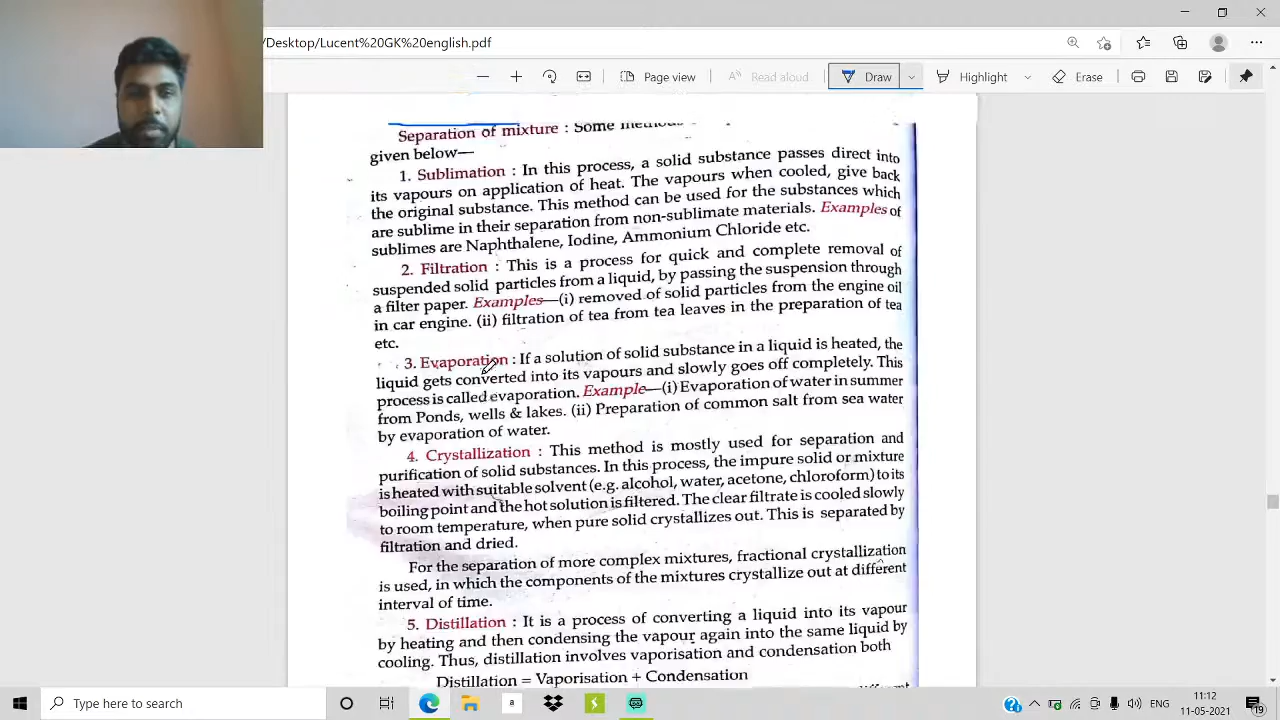 /Desktop/Lucent%20GK%20english.pdf
Page view
Read aloud
Draw
Highlight
Erase
Separation of mixture : Some methods
given below—
1. Sublimation : In this process, a solid substance passes direct into
its vapours on application of heat. The vapours when cooled, give back
the original substance. This method can be used for the substances which
are sublime in their separation from non-sublimate materials. Examples of
sublimes are Naphthalene, Iodine, Ammonium Chloride etc.
2. Filtration : This is a process for quick and complete removal of
suspended solid particles from a liquid, by passing the suspension through
a filter paper. Examples—(i) removed of solid particles from the engine oil
in car engine. (ii) filtration of tea from tea leaves in the preparation of tea
etc.
3. Evaporation : If a solution of solid substance in a liquid is heated, the
liquid gets converted into its vapours and slowly goes off completely. This
process is called evaporation. Example—(i) Evaporation of water in summer
from Ponds, wells & lakes. (ii) Preparation of common salt from sea water
by evaporation of water.
4. Crystallization : This method is mostly used for separation and
purification of solid substances. In this process, the impure solid or mixture
is heated with suitable solvent (e.g. alcohol, water, acetone, chloroform) to its
boiling point and the hot solution is filtered. The clear filtrate is cooled slowly
to room temperature, when pure solid crystallizes out. This is separated by
filtration and dried.
For the separation of more complex mixtures, fractional crystallization
is used, in which the components of the mixtures crystallize out at different
interval of time.
5. Distillation : It is a process of converting a liquid into its vapour
by heating and then condensing the vapour again into the same liquid by
cooling. Thus, distillation involves vaporisation and condensation both
Distillation = Vaporisation + Condensation
Type here to search
ENG
11:12
11-05-2021
19